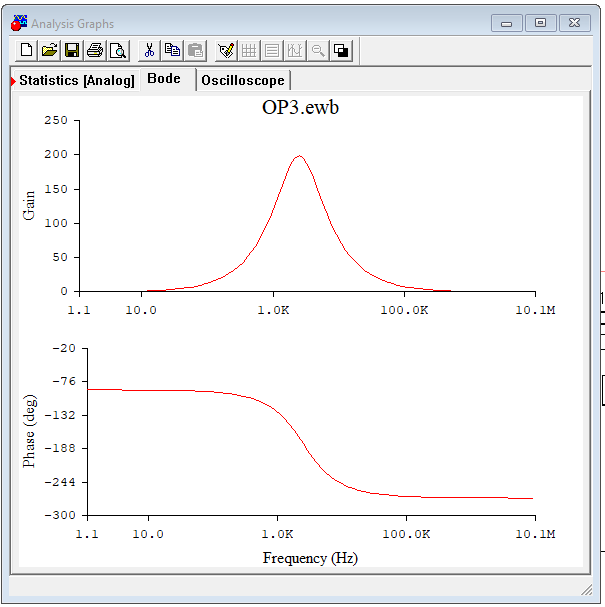 Analysis Graphs
Statistics [Analog] Bode Oscilloscope
OP3.ewb
250
200
150
100
50
0
Gain
1.1 10.0 1.0K 100.0K 10.1M
-20
-76
-132
-188
-244
-300
Phase (deg)
1.1 10.0 1.0K 100.0K 10.1M
Frequency (Hz)